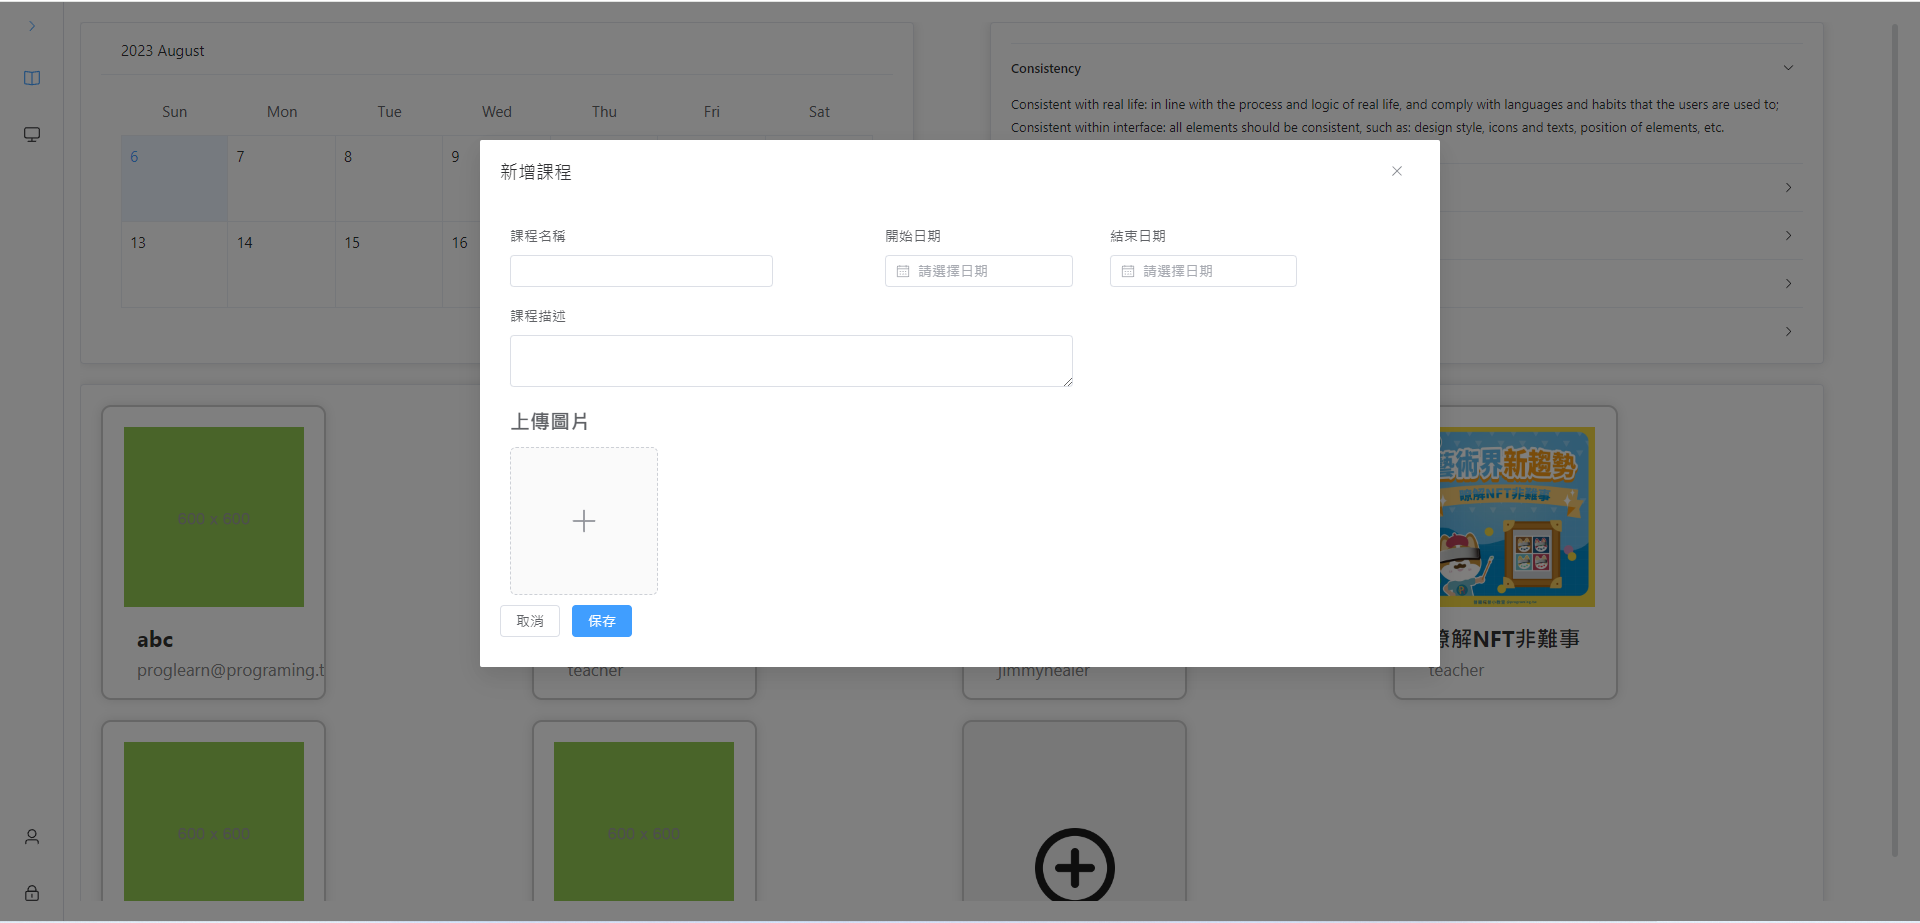 2023 August
Sun Mon Tue Wed Thu Fri Sat
6 7 8 9
13 14 15 16
Consistency
Consistent with real life: in line with the process and logic of real life, and comply with languages and habits that the users are used to;
Consistent within interface: all elements should be consistent, such as: design style, icons and texts, position of elements, etc.
新增課程
課程名稱
開始日期
結束日期
請選擇日期
請選擇日期
課程描述
上傳圖片
取消
保存
600 x 600
abc
proglearn@programing.t
teacher
jimmyhealer
藝術界新趨勢
瞭解NFT非難事
瞭解NFT非難事
teacher
600 x 600
600 x 600